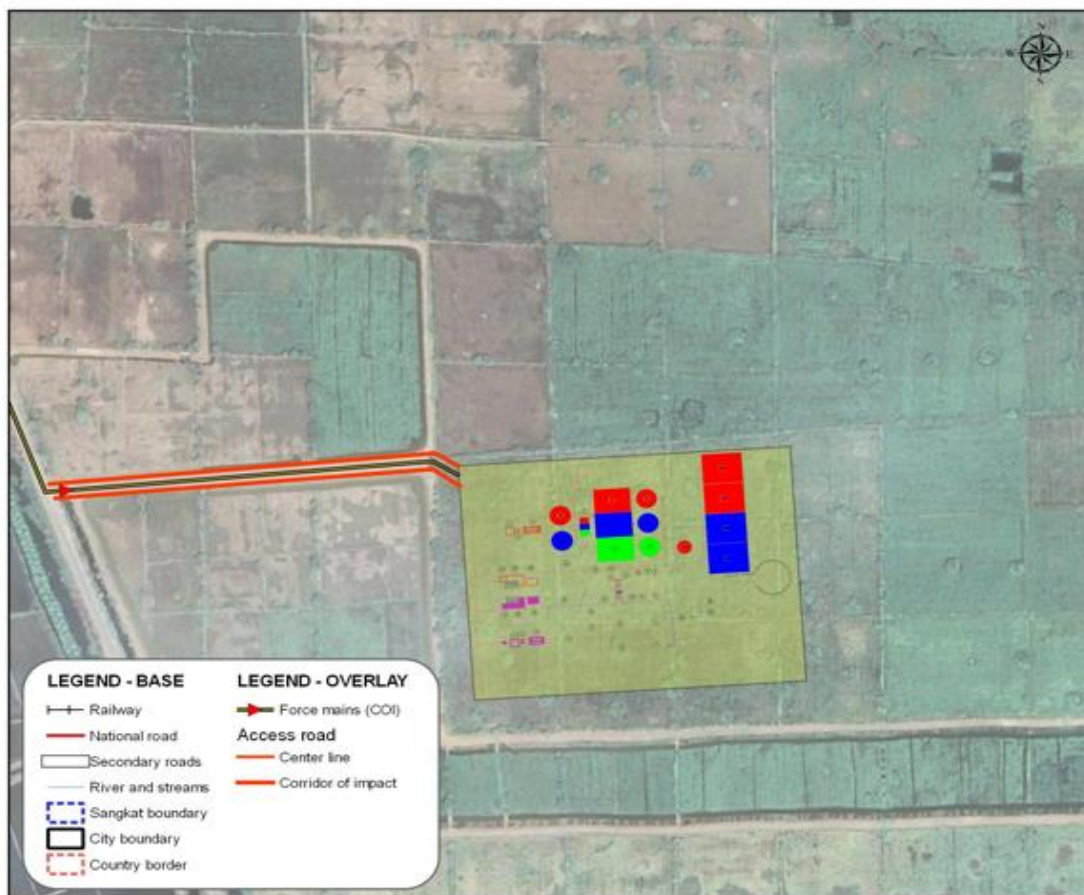 N
W E
S
LEGEND - BASE
Railway
National road
Secondary roads
River and streams
Sangkat boundary
City boundary
Country border
LEGEND - OVERLAY
Force mains (COI)
Access road
Center line
Corridor of impact